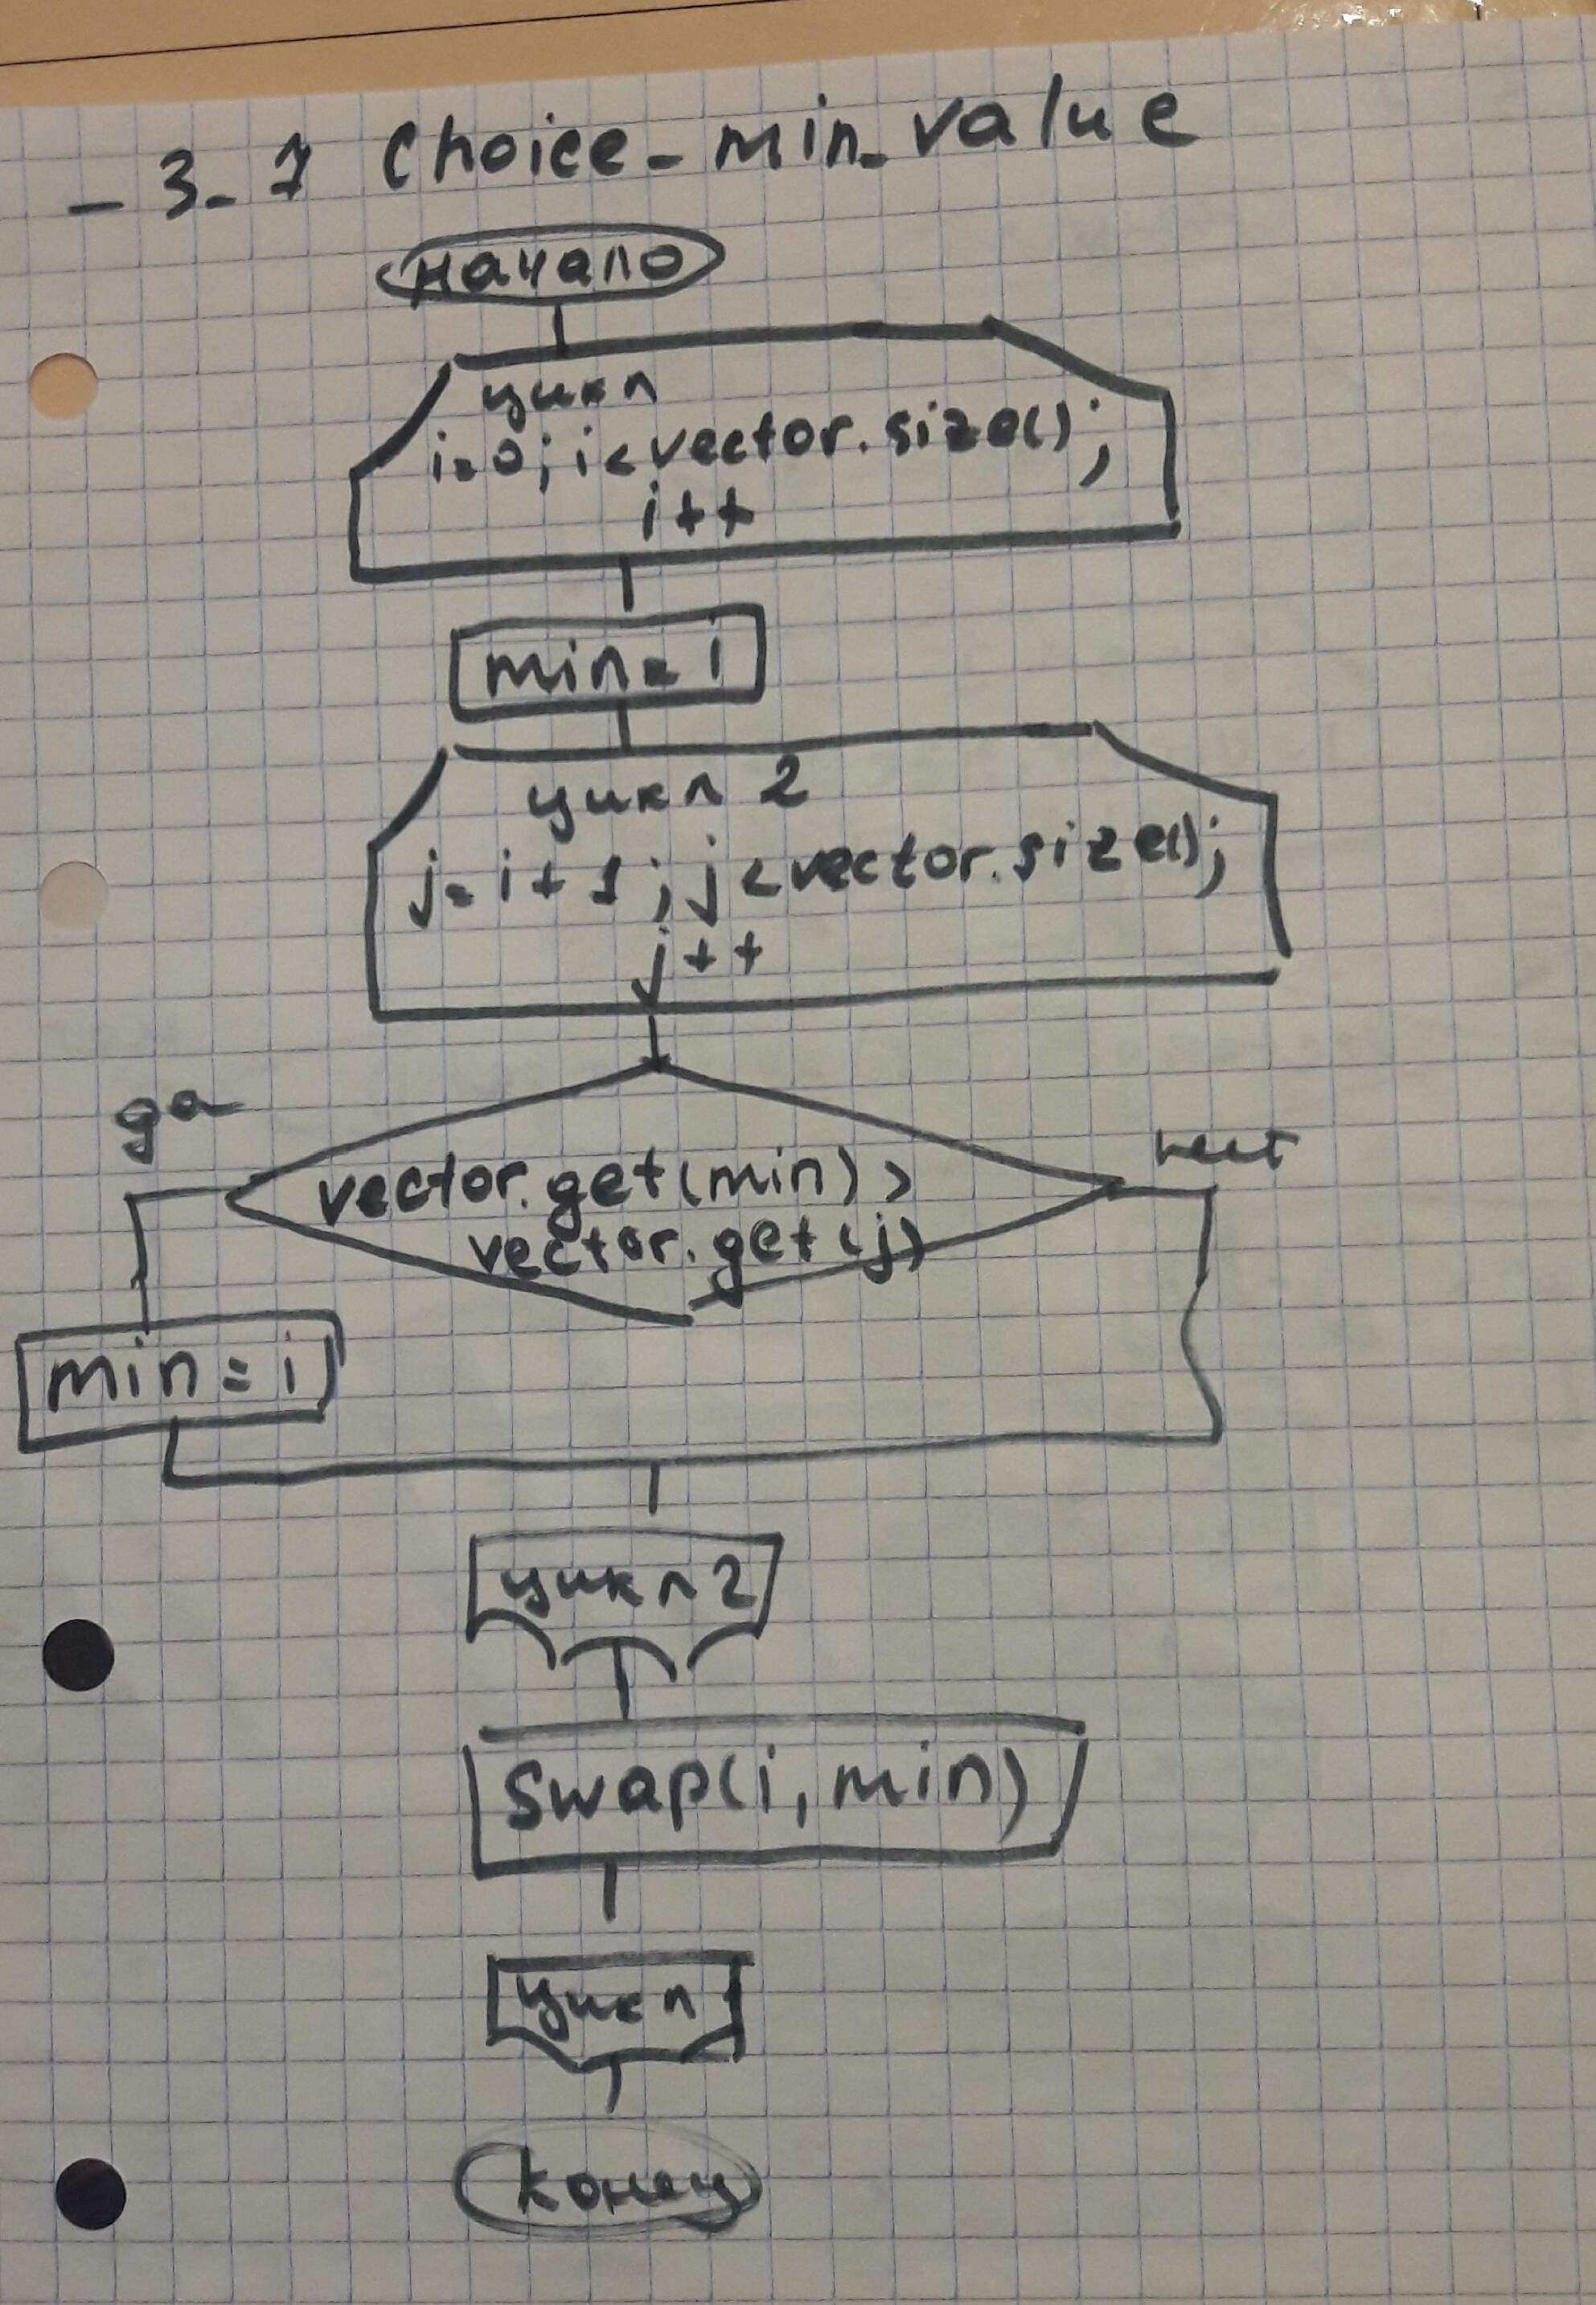 - 3.7 Choice_min_value
начало
цикл
i=0; i<vector.size();
i++
min=i
цикл 2
j=i+1; j<vector.size();
j++
да
нет
vector.get(min)>
vector.get(j)
min=i
цикл 2
swap(i, min)
цикл
конец